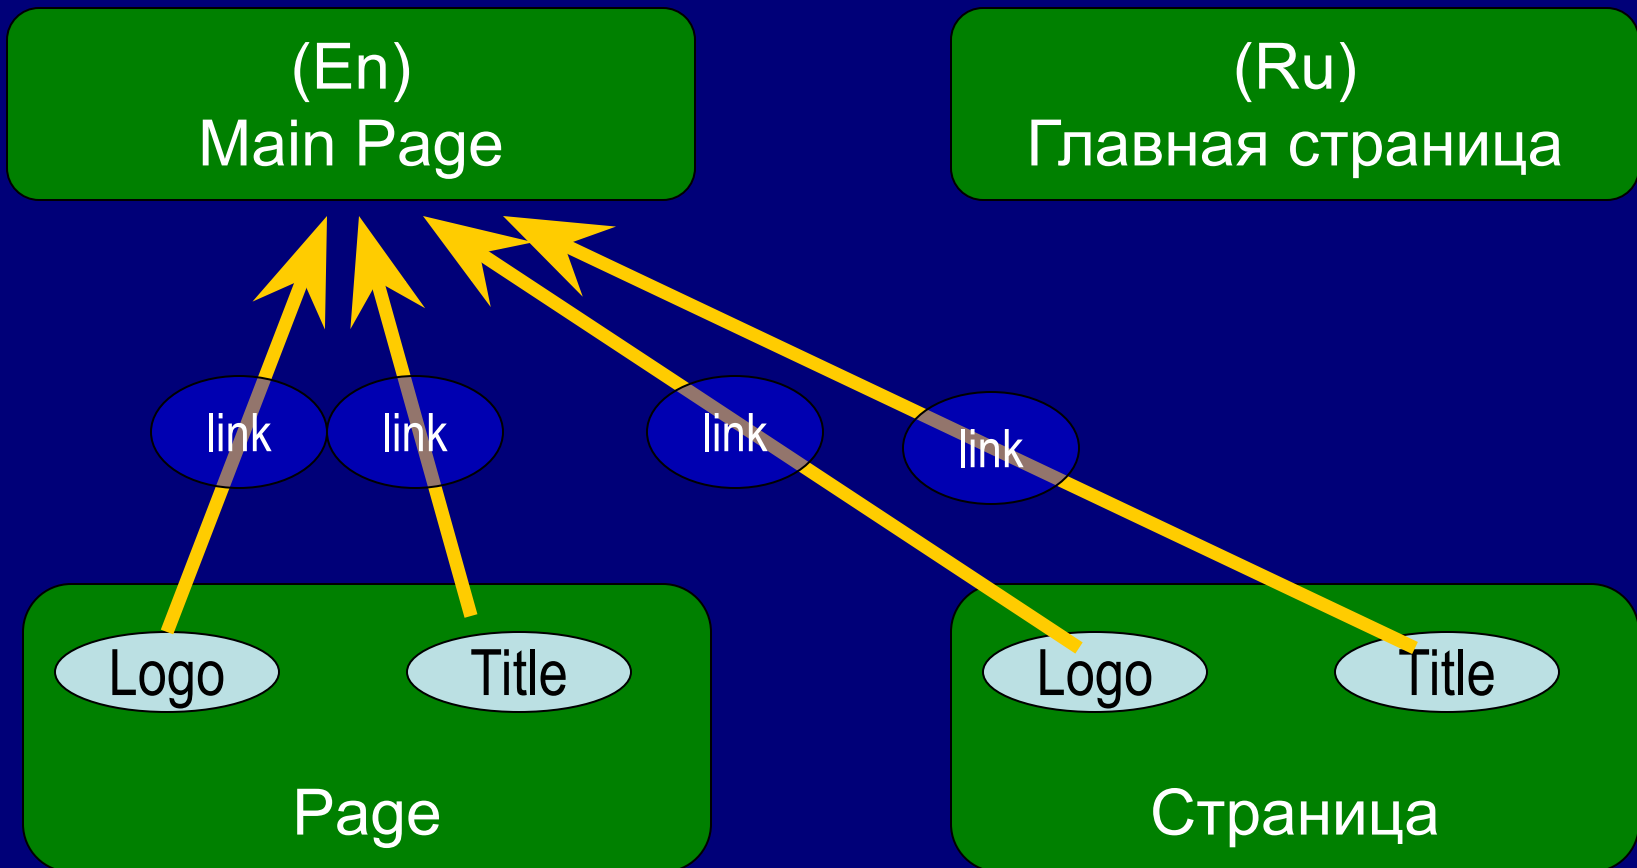 (En)
Main Page
(Ru)
Главная страница
link
link
link
link
Logo
Title
Logo
Title
Page
Страница